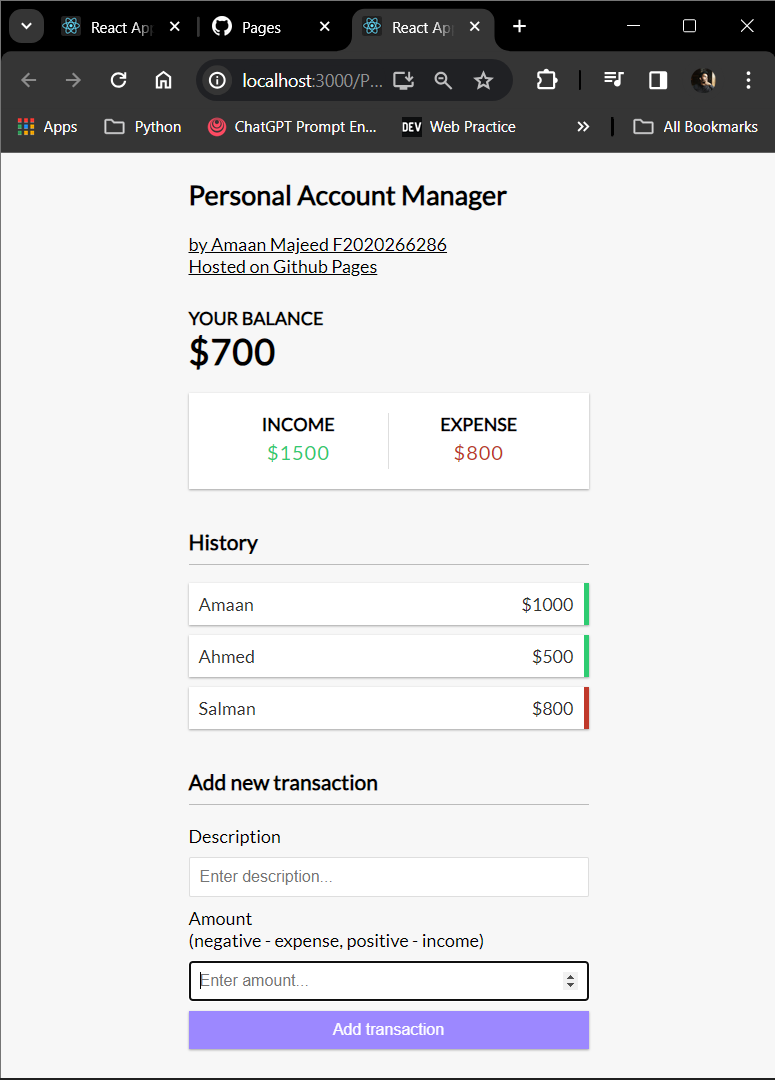 React Ap
Pages
React Ap
localhost:3000/P...
Apps
Python
ChatGPT Prompt En...
DEV
Web Practice
All Bookmarks
Personal Account Manager
by Amaan Majeed F2020266286
Hosted on Github Pages
YOUR BALANCE
$700
INCOME
EXPENSE
$1500
$800
History
Amaan $1000
Ahmed $500
Salman $800
Add new transaction
Description
Enter description...
Amount
(negative - expense, positive - income)
Enter amount...
Add transaction